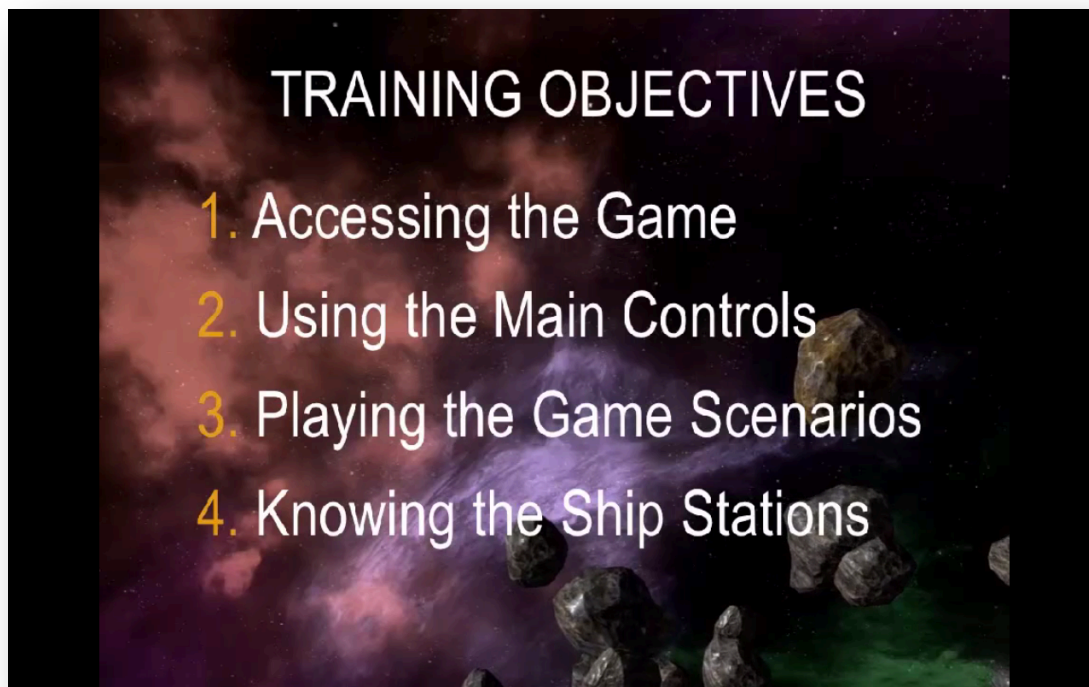 TRAINING OBJECTIVES
1. Accessing the Game
2. Using the Main Controls
3. Playing the Game Scenarios
4. Knowing the Ship Stations